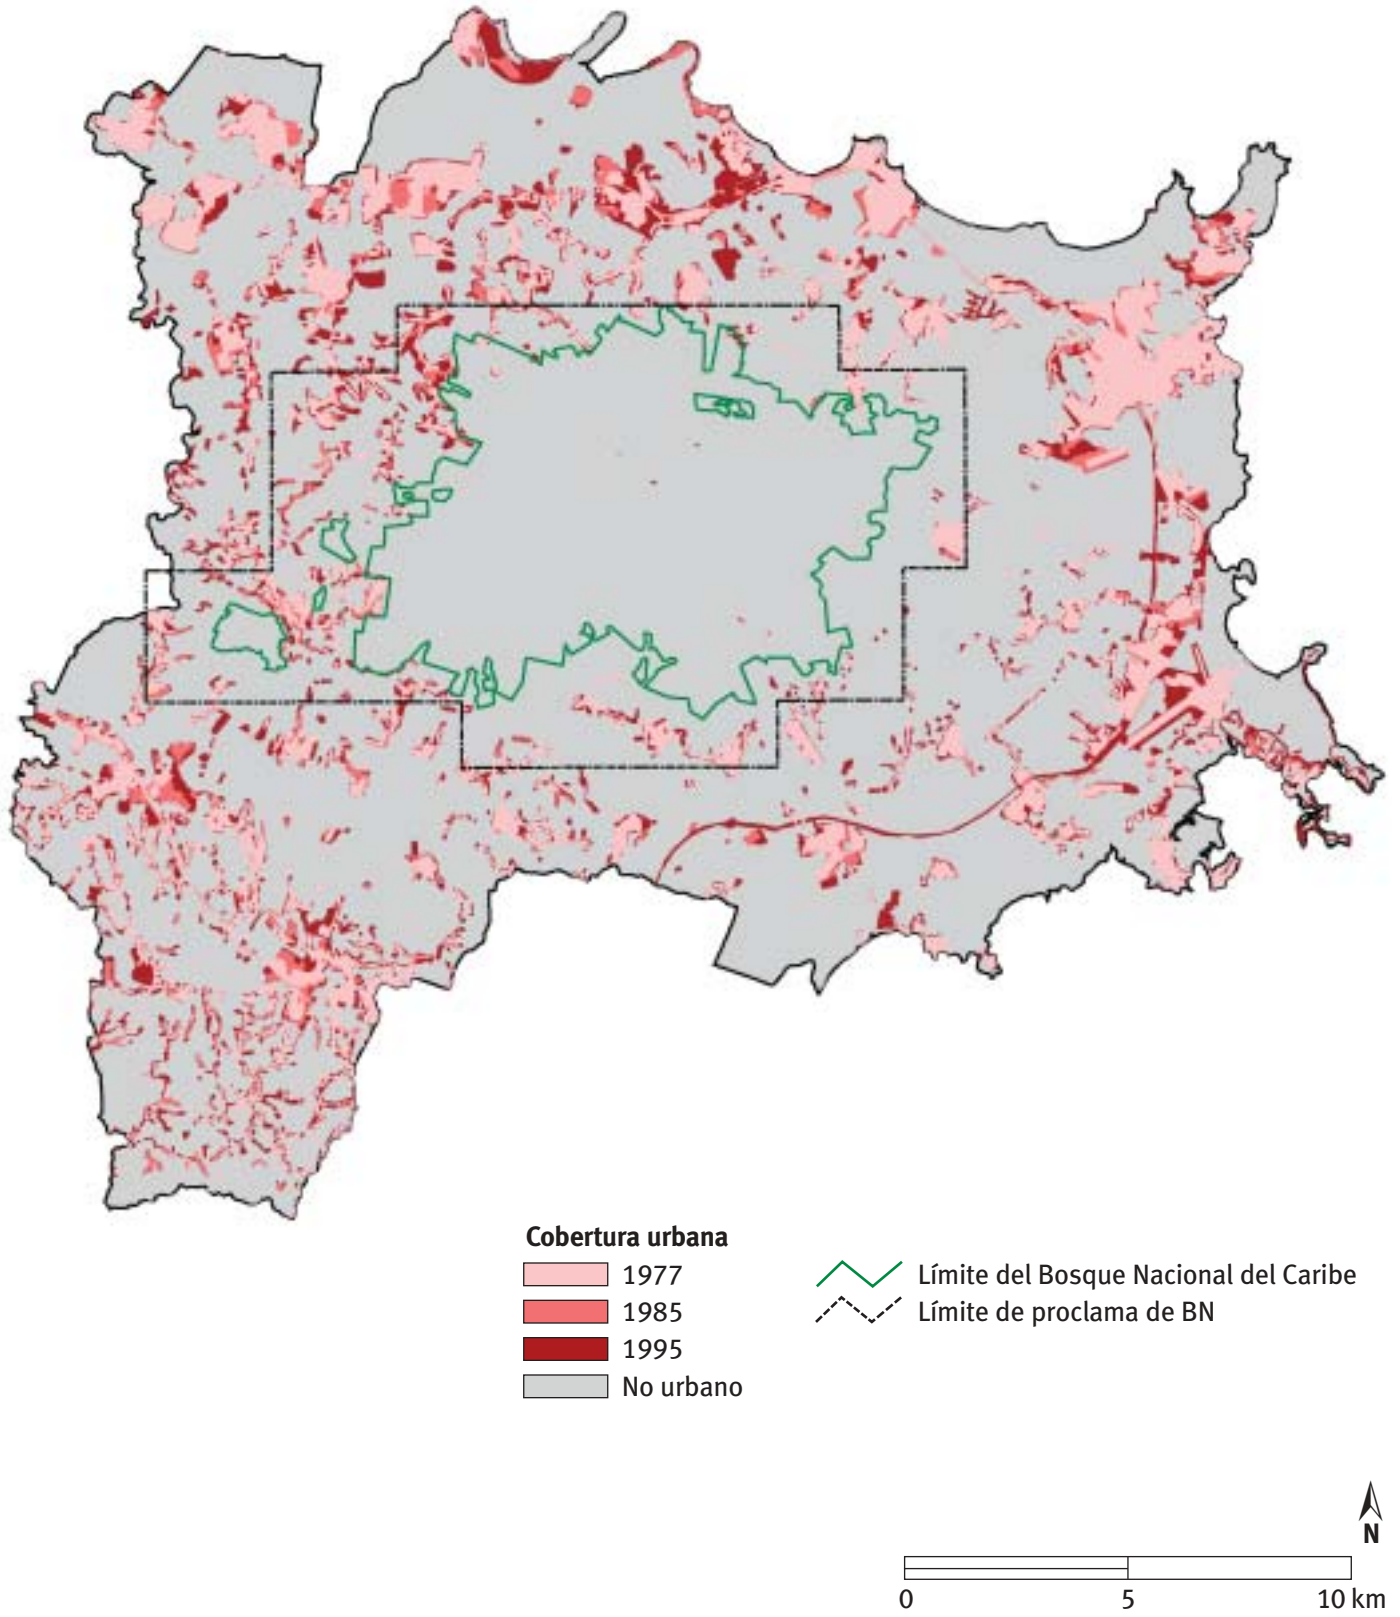 Cobertura urbana
1977
1985
1995
No urbano
Límite del Bosque Nacional del Caribe
Límite de proclama de BN
N
0 5 10 km